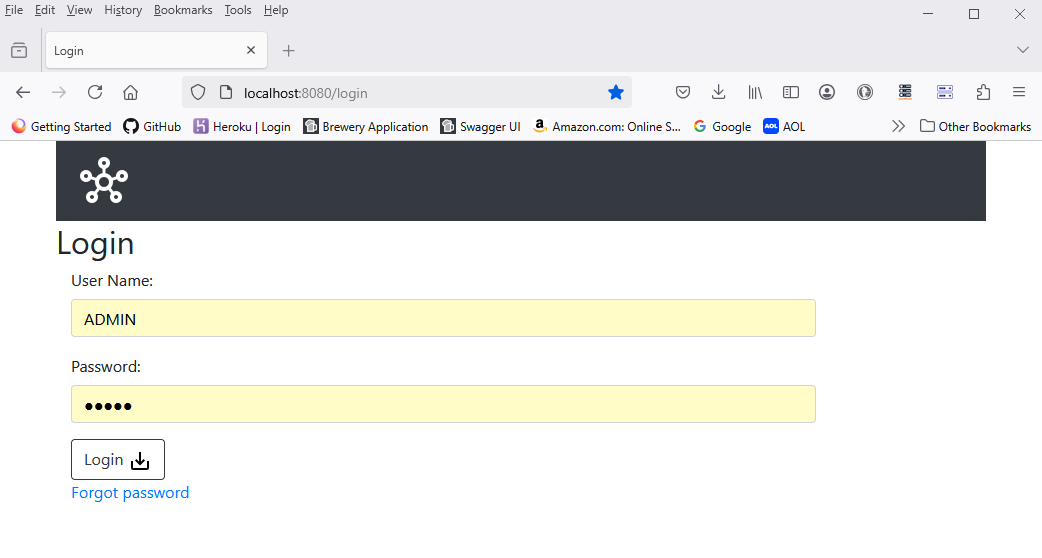 File Edit View History Bookmarks Tools Help
Login
localhost:8080/login
Getting Started GitHub Heroku | Login Brewery Application Swagger UI Amazon.com: Online S... Google AOL Other Bookmarks
Login
User Name:
ADMIN
Password:
●●●●●
Login
Forgot password